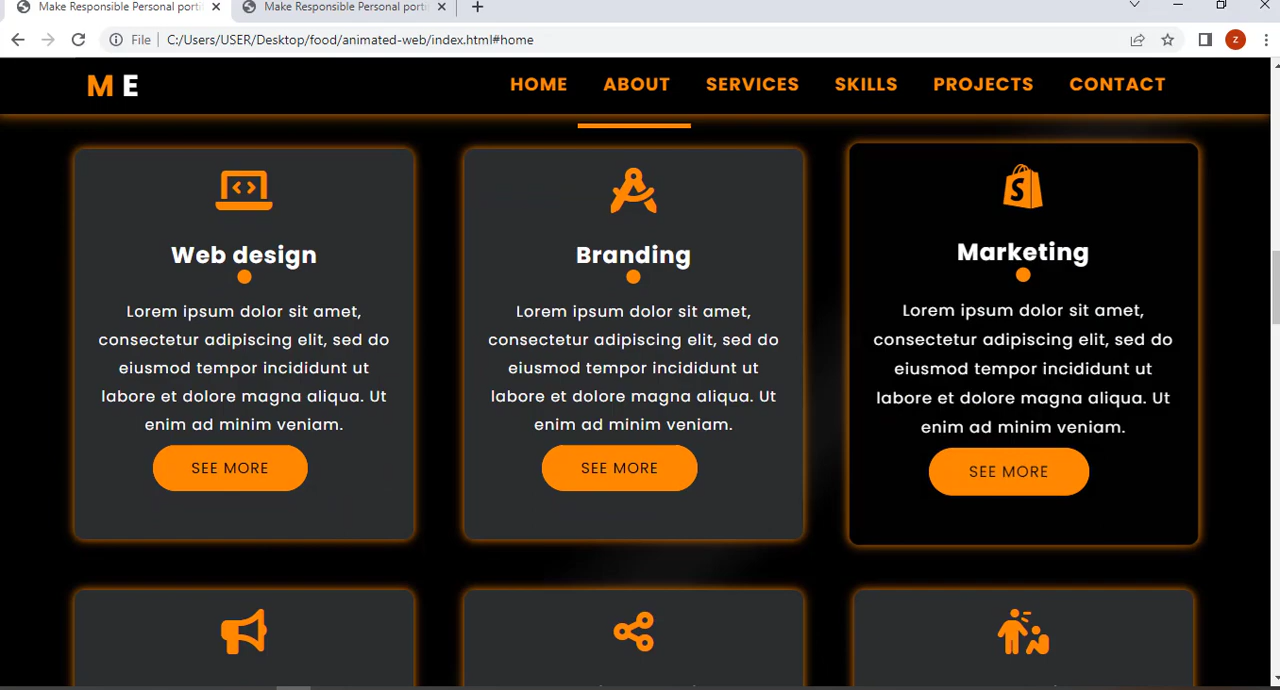 Make Responsible Personal porti
Make Responsible Personal porti
File
C:/Users/USER/Desktop/food/animated-web/index.html#home
z
M E
HOME
ABOUT
SERVICES
SKILLS
PROJECTS
CONTACT
Web design
Lorem ipsum dolor sit amet,
consectetur adipiscing elit, sed do
eiusmod tempor incididunt ut
labore et dolore magna aliqua. Ut
enim ad minim veniam.
SEE MORE
Branding
Lorem ipsum dolor sit amet,
consectetur adipiscing elit, sed do
eiusmod tempor incididunt ut
labore et dolore magna aliqua. Ut
enim ad minim veniam.
SEE MORE
S
Marketing
Lorem ipsum dolor sit amet,
consectetur adipiscing elit, sed do
eiusmod tempor incididunt ut
labore et dolore magna aliqua. Ut
enim ad minim veniam.
SEE MORE